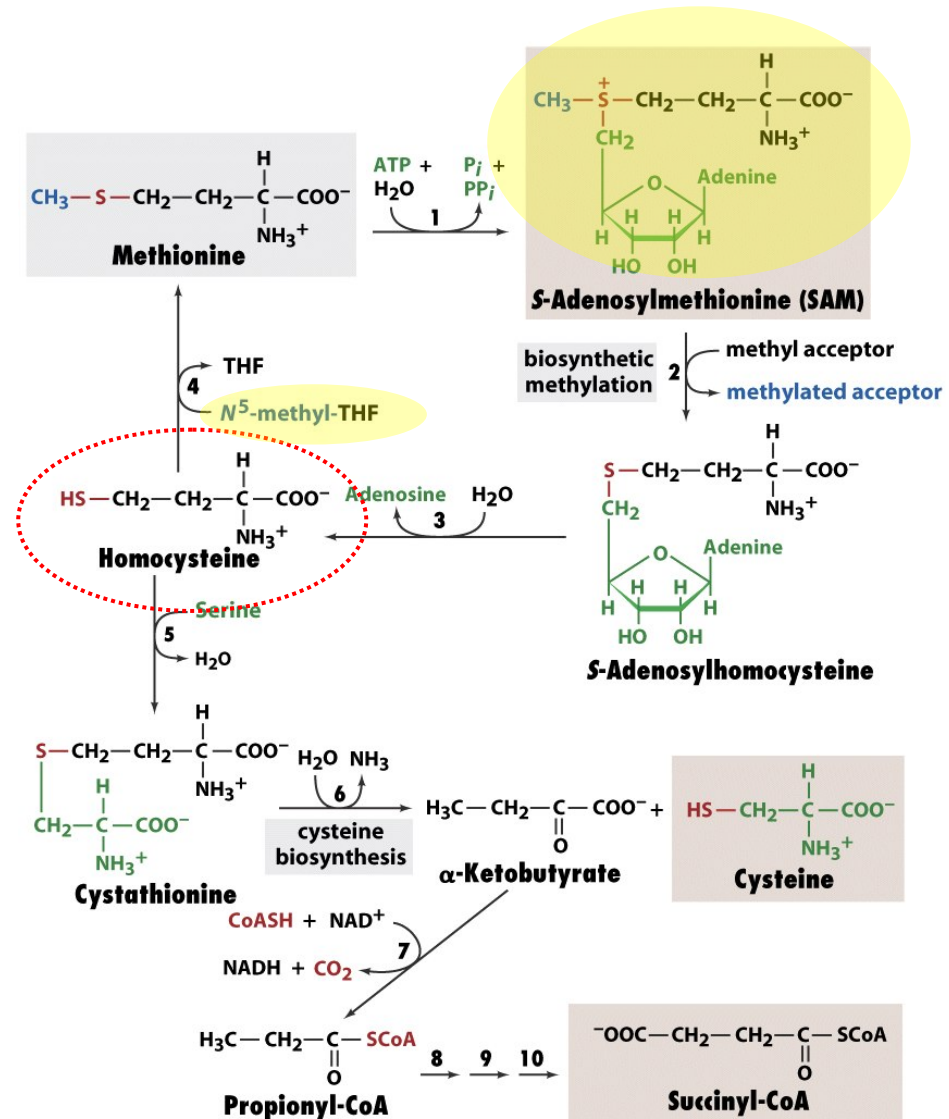 H
CH3—S+—CH2—CH2—C—COO−
NH3+
CH2
Adenine
O
H H
H H
HO OH
S-Adenosylmethionine (SAM)
H
CH3—S—CH2—CH2—C—COO−
NH3+
Methionine
ATP + Pi +
H2O PPi
1
biosynthetic
methylation
2
methyl acceptor
methylated acceptor
THF
4
N5-methyl-THF
H
HS—CH2—CH2—C—COO−
NH3+
Homocysteine
Adenosine H2O
3
H
S—CH2—CH2—C—COO−
CH2 NH3+
Adenine
O
H H
H H
HO OH
S-Adenosylhomocysteine
Serine
5
H2O
H
S—CH2—CH2—C—COO−
NH3+
H
CH2—C—COO−
NH3+
Cystathionine
H2O NH3
6
cysteine
biosynthesis
H3C—CH2—C—COO− +
O
α-Ketobutyrate
H
HS—CH2—C—COO−
NH3+
Cysteine
CoASH + NAD+
7
NADH + CO2
H3C—CH2—C—SCoA
O
Propionyl-CoA
8 9 10
−OOC—CH2—CH2—C—SCoA
O
Succinyl-CoA